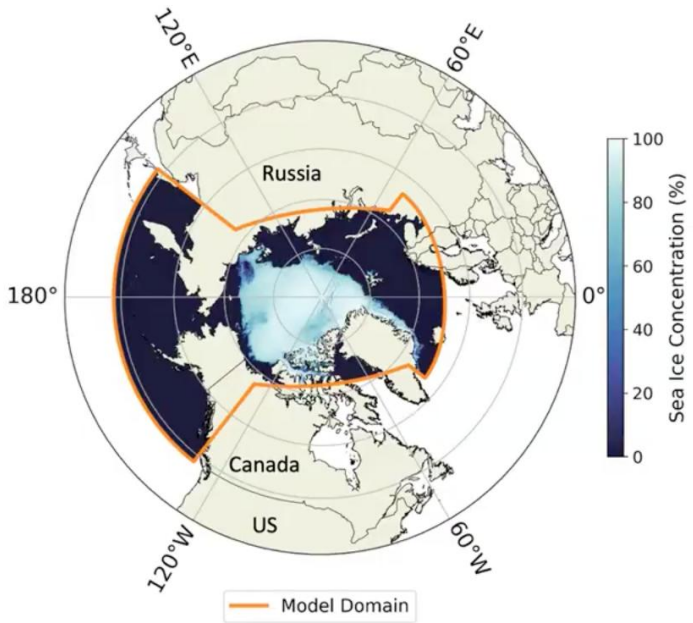 120°E
60°E
Russia
180°
0°
Canada
US
120°W
60°W
100
80
60
40
20
0
Sea Ice Concentration (%)
Model Domain